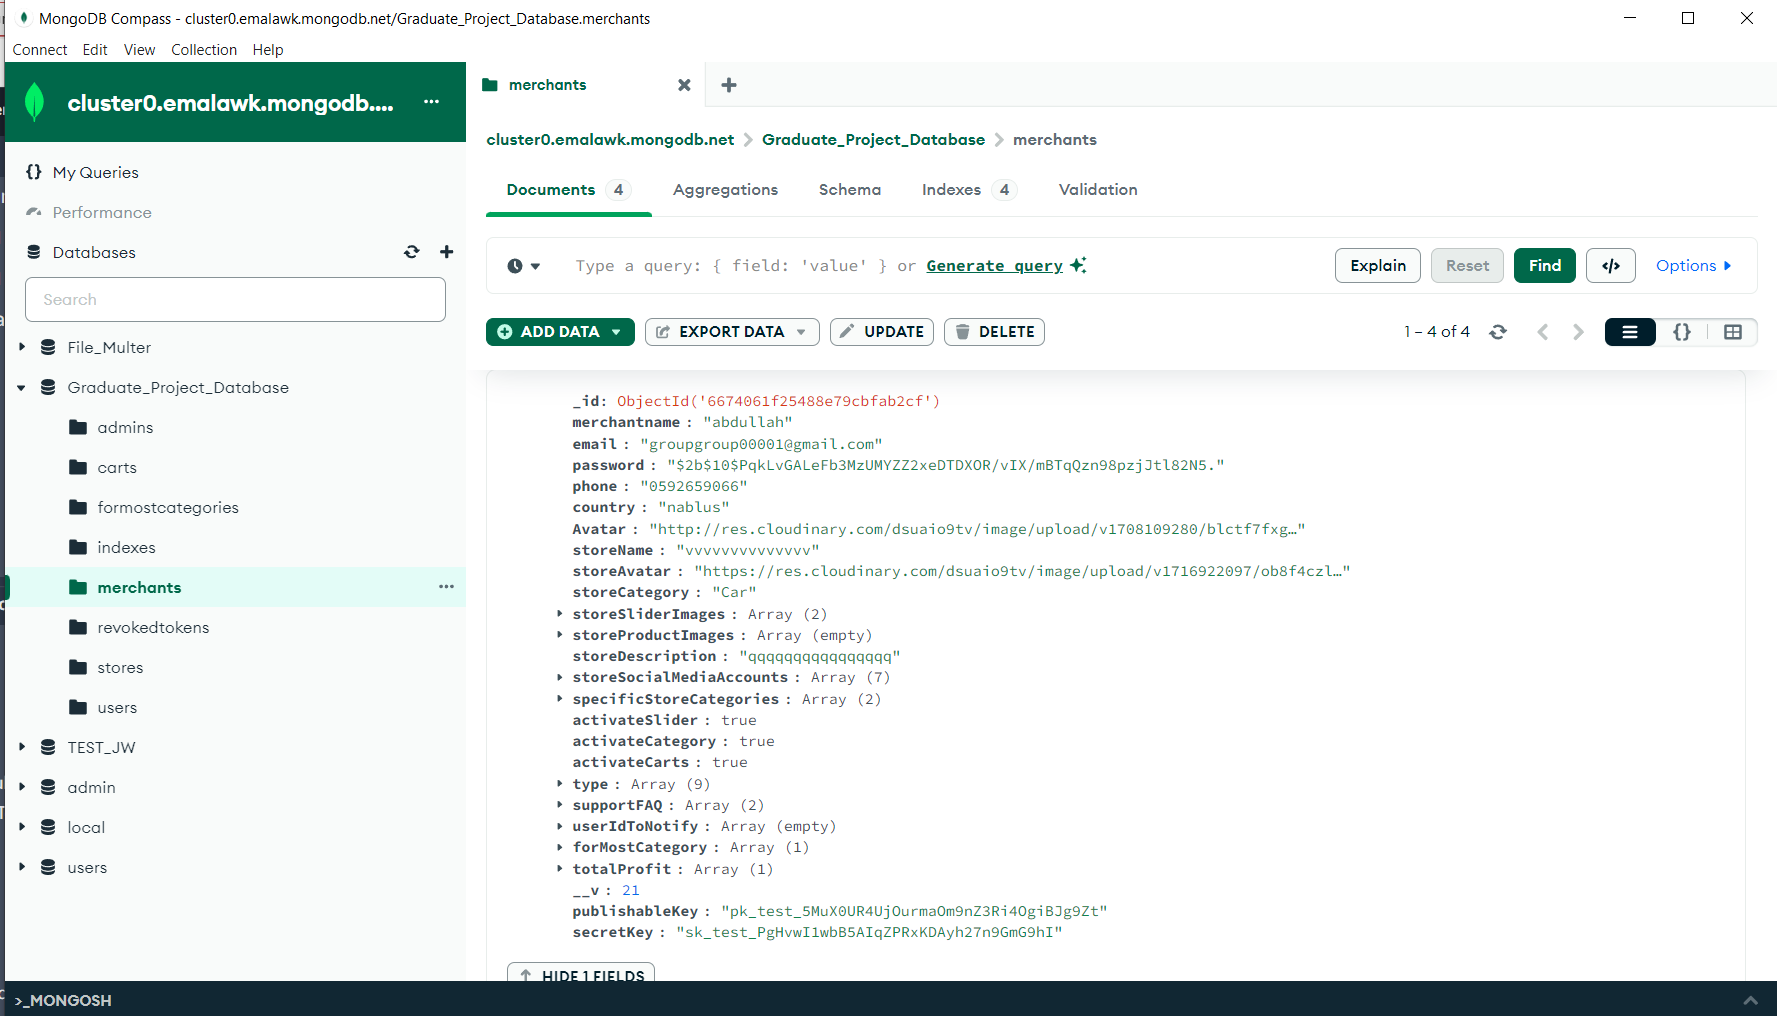 MongoDB Compass - cluster0.emalawk.mongodb.net/Graduate_Project_Database.merchants
Connect Edit View Collection Help
cluster0.emalawk.mongodb....
My Queries
Performance
Databases
Search
File_Multer
Graduate_Project_Database
admins
carts
formostcategories
indexes
merchants
revokedtokens
stores
users
TEST_JW
admin
local
users
merchants
cluster0.emalawk.mongodb.net > Graduate_Project_Database > merchants
Documents 4 Aggregations Schema Indexes 4 Validation
Type a query: { field: 'value' } or Generate query
Explain Reset Find </> Options
ADD DATA EXPORT DATA UPDATE DELETE
1 – 4 of 4
{}
_id: ObjectId('6674061f25488e79cbfab2cf')
merchantname : "abdullah"
email : "groupgroup00001@gmail.com"
password : "$2b$10$PqkLvGALeFb3MzUMYZZ2xeDTDXOR/vIX/mBTqQzn98pzjJtl82N5."
phone : "0592659066"
country : "nablus"
Avatar : "http://res.cloudinary.com/dsuaio9tv/image/upload/v1708109280/blctf7fxg…"
storeName : "vvvvvvvvvvvvvv"
storeAvatar : "https://res.cloudinary.com/dsuaio9tv/image/upload/v1716922097/ob8f4czl…"
storeCategory : "Car"
storeSliderImages : Array (2)
storeProductImages : Array (empty)
storeDescription : "qqqqqqqqqqqqqqqq"
storeSocialMediaAccounts : Array (7)
specificStoreCategories : Array (2)
activateSlider : true
activateCategory : true
activateCarts : true
type : Array (9)
supportFAQ : Array (2)
userIdToNotify : Array (empty)
forMostCategory : Array (1)
totalProfit : Array (1)
__v : 21
publishableKey : "pk_test_5MuX0UR4UjOurmaOm9nZ3Ri4OgiBJg9Zt"
secretKey : "sk_test_PgHvwI1wbB5AIqZPRxKDAyh27n9GmG9hI"
HIDE 1 FIELDS
>_MONGOSH